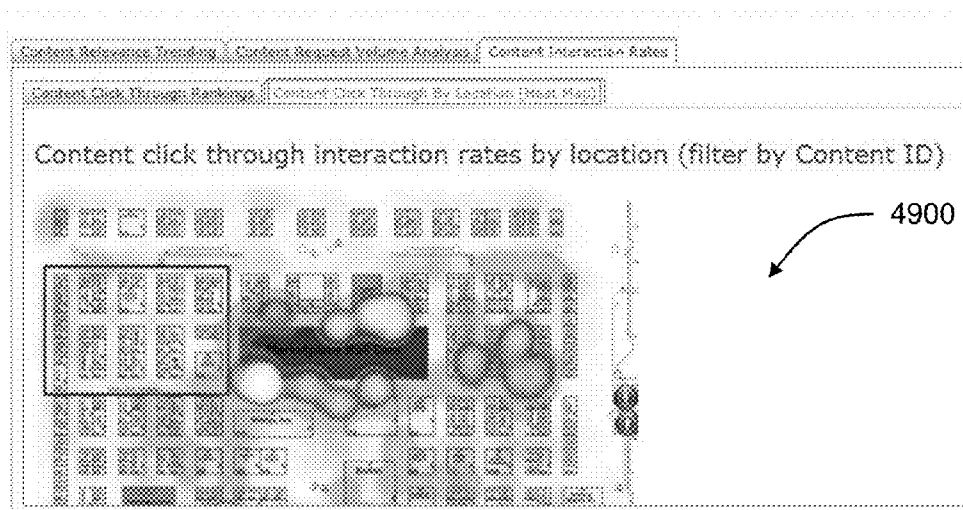 Content Relevance Trending Content Request Volume Analysis Content Interaction Rates
Content Click Through Rankings Content Click Through By Location (Heat Map)
Content click through interaction rates by location (filter by Content ID)
4900